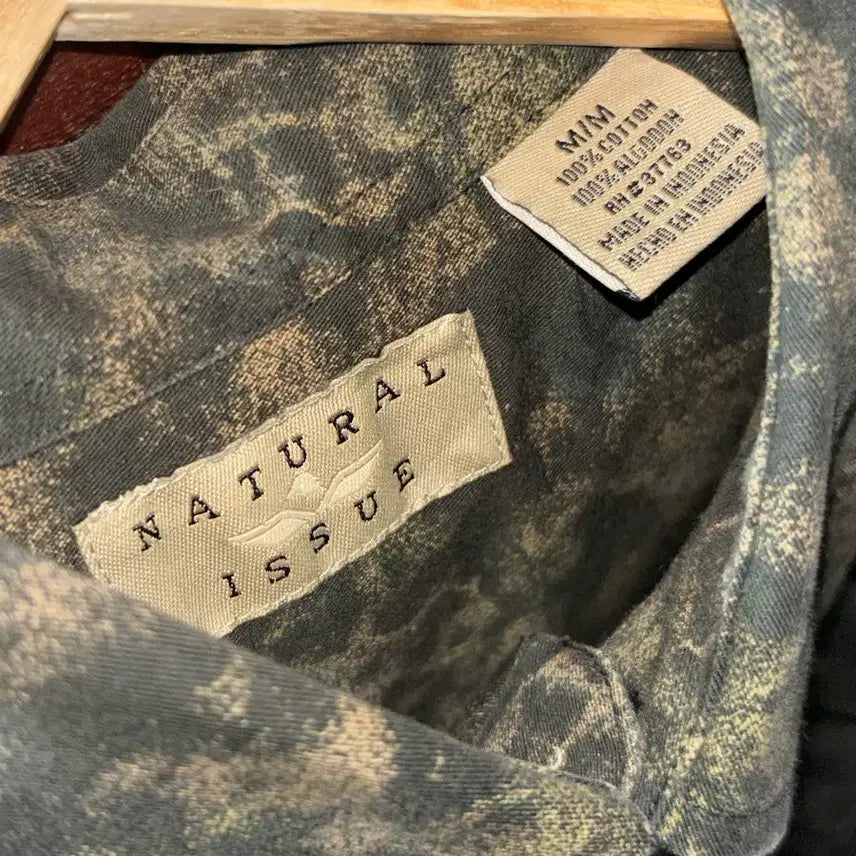 NATURAL
ISSUE
M/M
100% COTTON
100% ALGODON
RN# 37763
MADE IN INDONESIA
HECHO EN INDONESIA